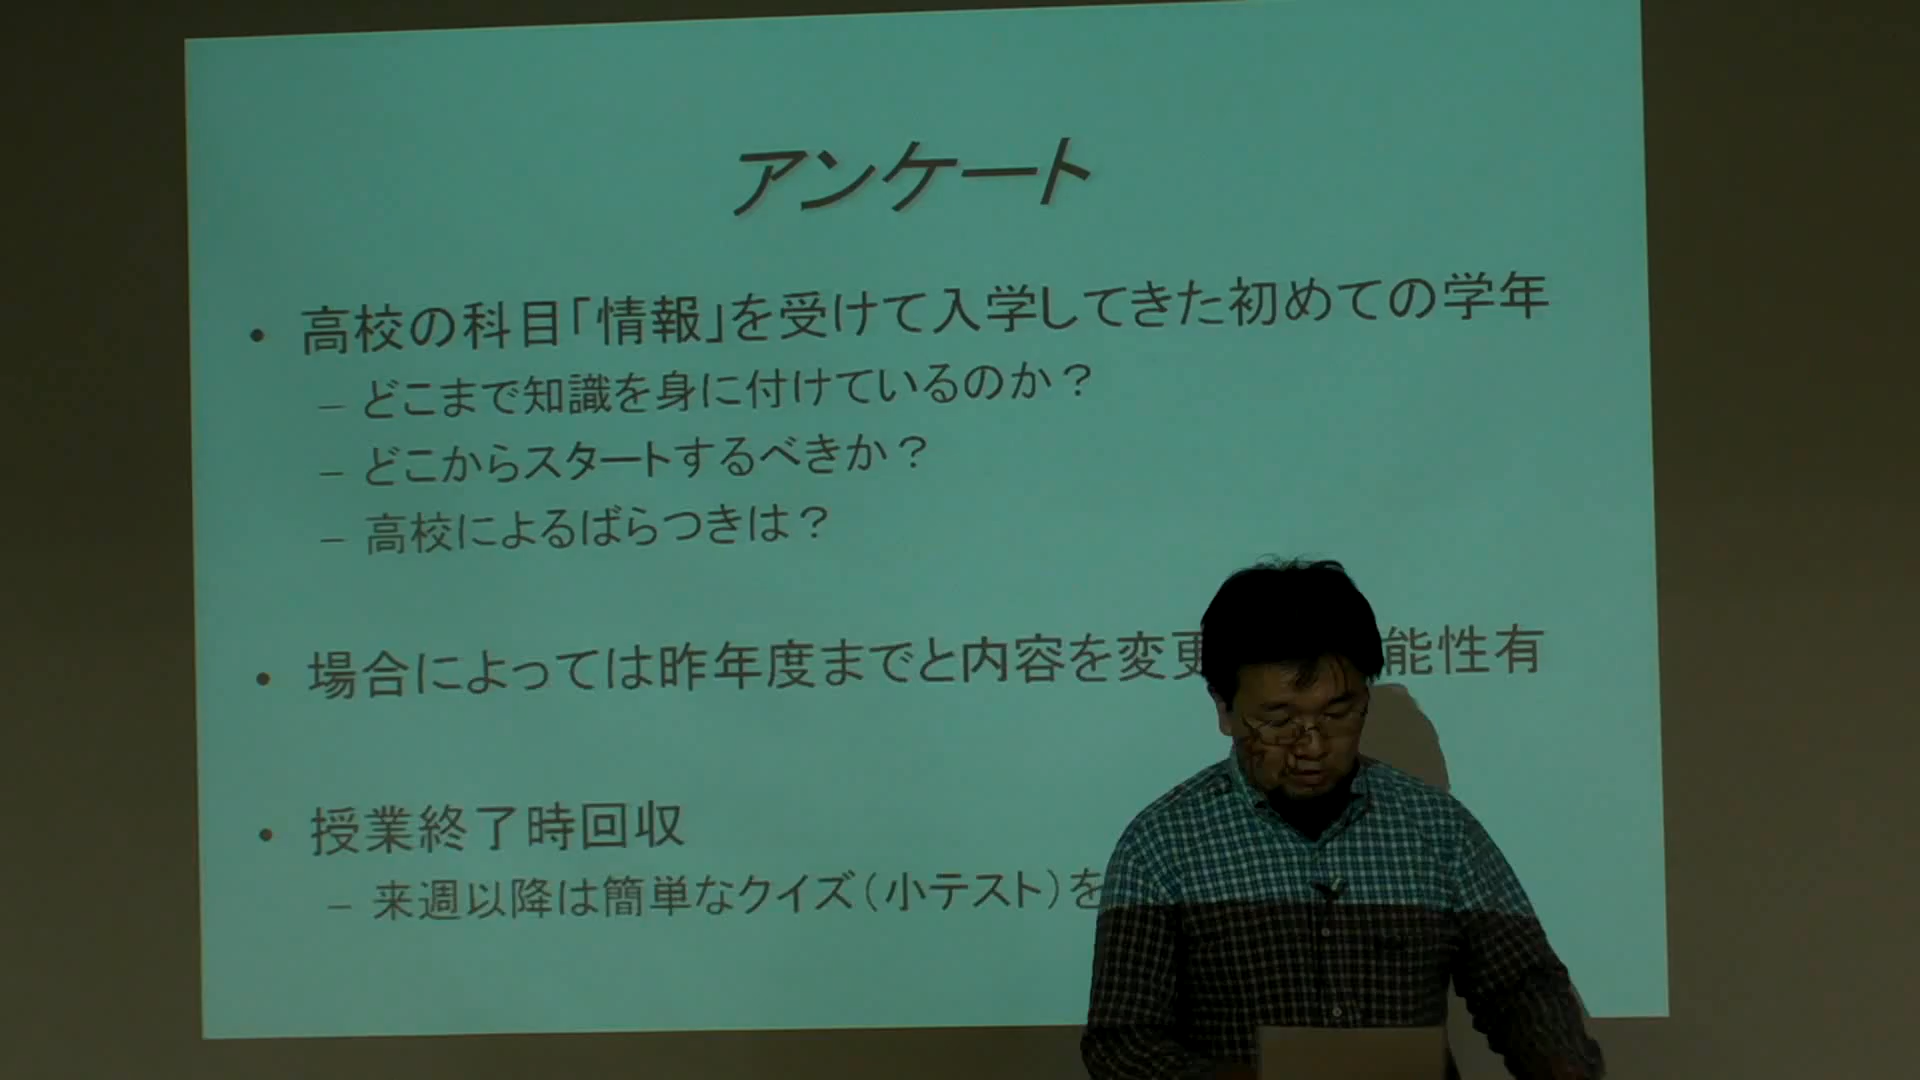 アンケート
• 高校の科目「情報」を受けて入学してきた初めての学年
– どこまで知識を身に付けているのか？
– どこからスタートするべきか？
– 高校によるばらつきは？
• 場合によっては昨年度までと内容を変更 能性有
• 授業終了時回収
– 来週以降は簡単なクイズ（小テスト）を